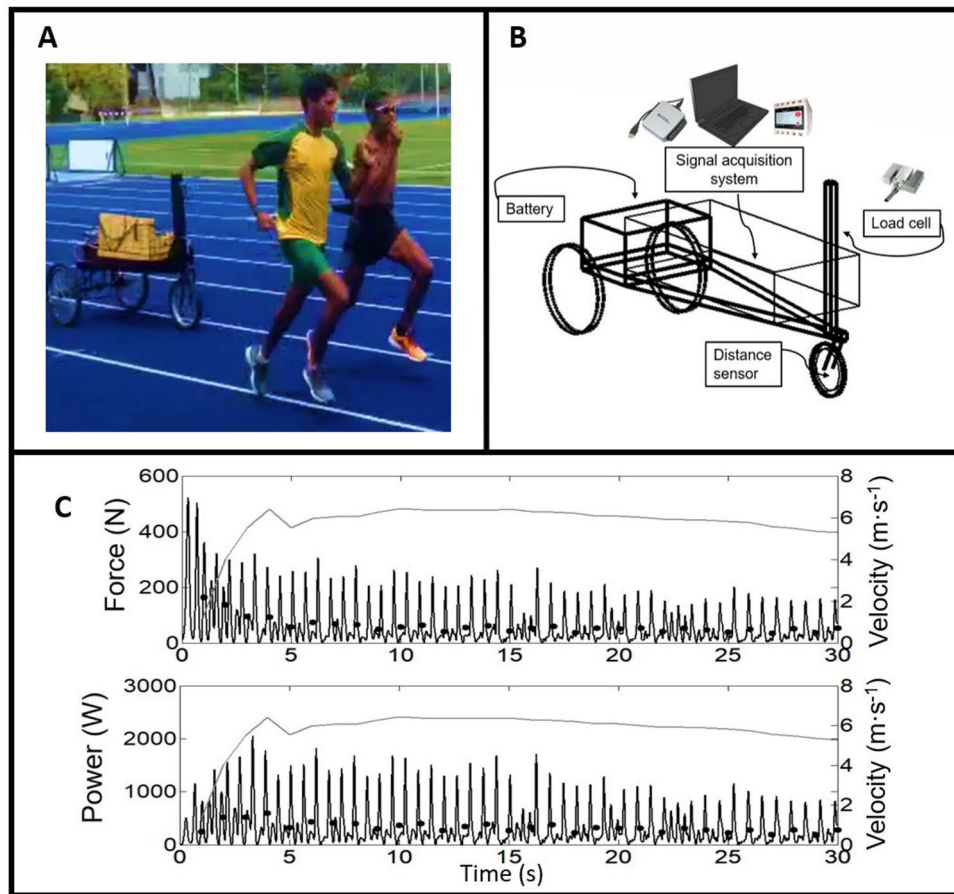 A
B
Signal acquisition
system
Battery
Load cell
Distance
sensor
C
600
400
200
0
Force (N)
8
6
4
2
0
Velocity (m·s-1)
0 5 10 15 20 25 30
3000
2000
1000
0
Power (W)
8
6
4
2
0
Velocity (m·s-1)
0 5 10 15 20 25 30
Time (s)